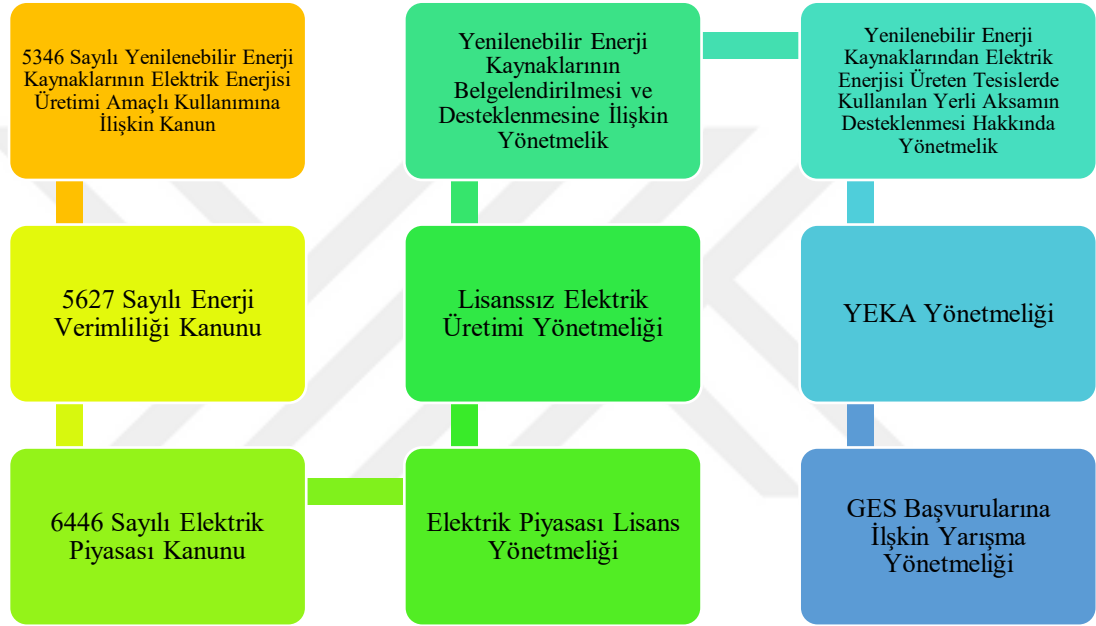 5346 Sayılı Yenilenebilir Enerji
Kaynaklarının Elektrik Enerjisi
Üretimi Amaçlı Kullanımına
İlişkin Kanun
5627 Sayılı Enerji
Verimliliği Kanunu
6446 Sayılı Elektrik
Piyasası Kanunu
Elektrik Piyasası Lisans
Yönetmeliği
Lisanssız Elektrik
Üretimi Yönetmeliği
Yenilenebilir Enerji
Kaynaklarının
Belgelendirilmesi ve
Desteklenmesine İlişkin
Yönetmelik
Yenilenebilir Enerji
Kaynaklarından Elektrik
Enerjisi Üreten Tesislerde
Kullanılan Yerli Aksamın
Desteklenmesi Hakkında
Yönetmelik
YEKA Yönetmeliği
GES Başvurularına
İlşkin Yarışma
Yönetmeliği